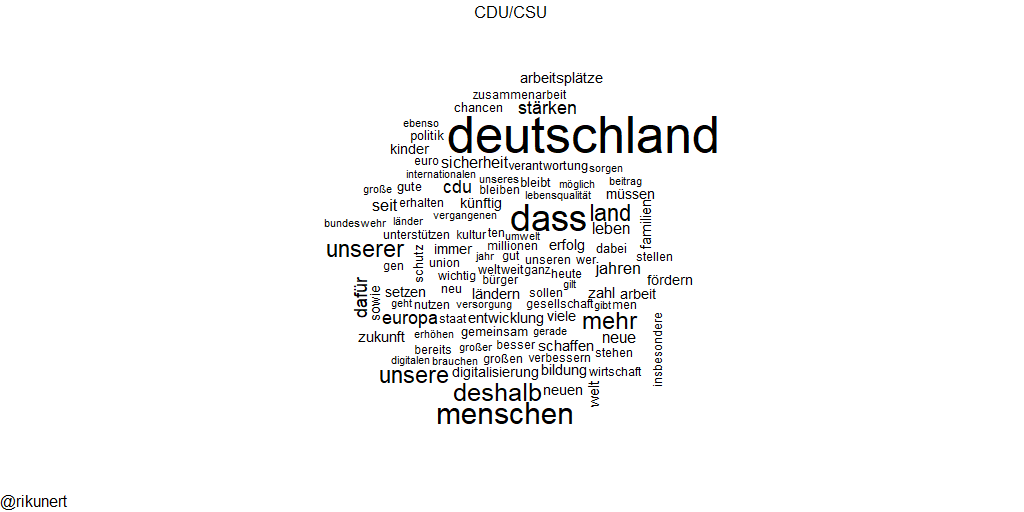 CDU/CSU
arbeitsplätze
zusammenarbeit
chancen stärken
ebenso
deutschland
politik
kinder
euro sicherheit verantwortung sorgen
internationalen
unseres bleibt möglich beitrag
große gute cdu bleiben lebensqualität müssen
seit erhalten künftig
familien
vergangenen dass land
bundeswehr länder
leben
unterstützen kultur ten umwelt
unserer immer millionen erfolg dabei
schutz
jahr gut unseren wer. stellen
gen union weltweit ganz heute jahren
wichtig bürger gilt fördern
dafür sowie setzen neu ländern sollen zahl arbeit
geht nutzen versorgung gesellschaft gibt men
europa staat entwicklung viele mehr
insbesondere
zukunft erhöhen gemeinsam gerade neue
bereits großer besser schaffen stehen
digitalen brauchen großen verbessern
unsere digitalisierung bildung wirtschaft
deshalb neuen welt
menschen
@rikunert